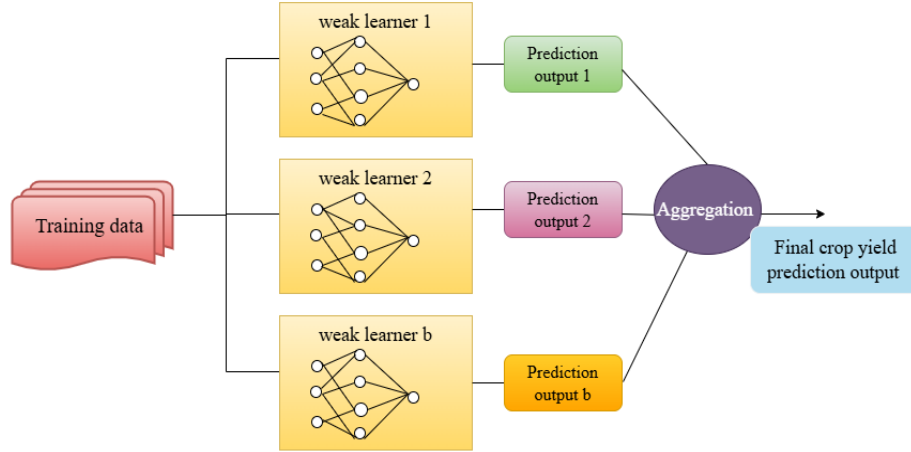 weak learner 1
Prediction
output 1
Training data
weak learner 2
Prediction
output 2
Aggregation
Final crop yield
prediction output
weak learner b
Prediction
output b